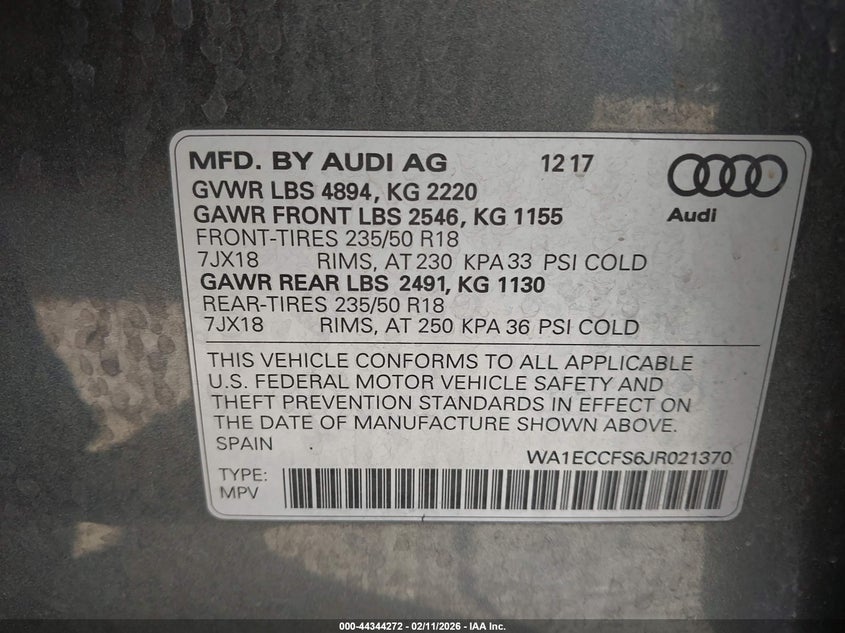 MFD. BY AUDI AG 12 17
GVWR LBS 4894, KG 2220
GAWR FRONT LBS 2546, KG 1155
Audi
FRONT-TIRES 235/50 R18
7JX18 RIMS, AT 230 KPA 33 PSI COLD
GAWR REAR LBS 2491, KG 1130
REAR-TIRES 235/50 R18
7JX18 RIMS, AT 250 KPA 36 PSI COLD
THIS VEHICLE CONFORMS TO ALL APPLICABLE
U.S. FEDERAL MOTOR VEHICLE SAFETY AND
THEFT PREVENTION STANDARDS IN EFFECT ON
THE DATE OF MANUFACTURE SHOWN ABOVE.
SPAIN
WA1ECCFS6JR021370
TYPE:
MPV
000-44344272 - 02/11/2026 - IAA Inc.